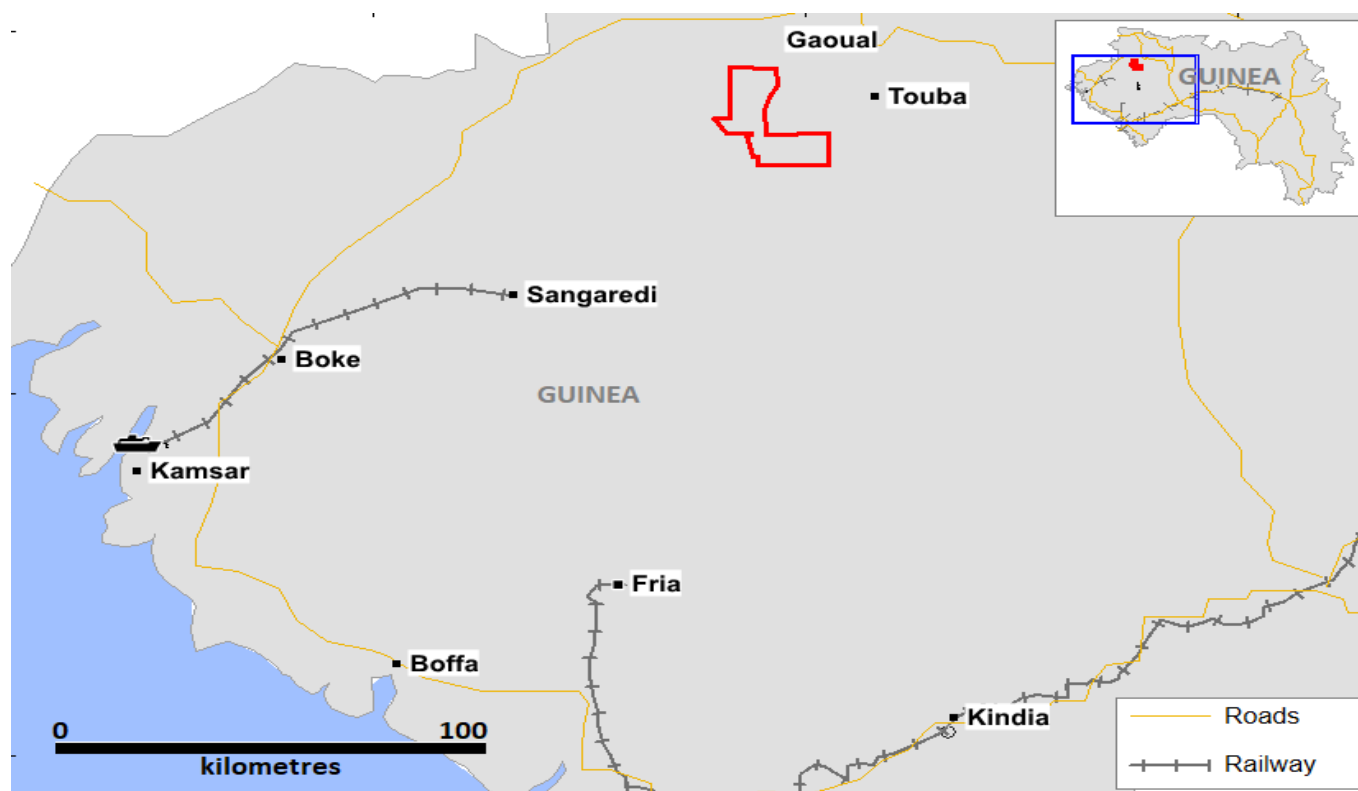 Gaoual
GUINEA
Touba
Sangaredi
Boke
GUINEA
Kamsar
Fria
Boffa
Kindia
0 100
kilometres
Roads
Railway